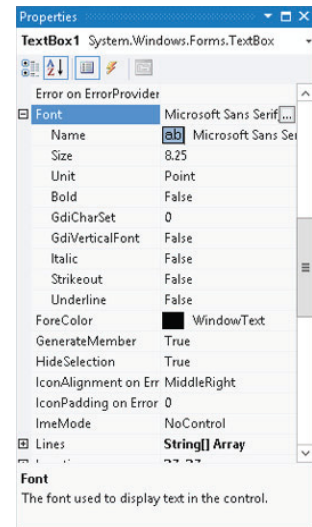 Properties
TextBox1 System.Windows.Forms.TextBox
Error on ErrorProvider
Font Microsoft Sans Serif ...
Name ab Microsoft Sans Ser
Size 8.25
Unit Point
Bold False
GdiCharSet 0
GdiVerticalFont False
Italic False
Strikeout False
Underline False
ForeColor WindowText
GenerateMember True
HideSelection True
IconAlignment on Err MiddleRight
IconPadding on Error 0
ImeMode NoControl
Lines String[] Array
Font
The font used to display text in the control.